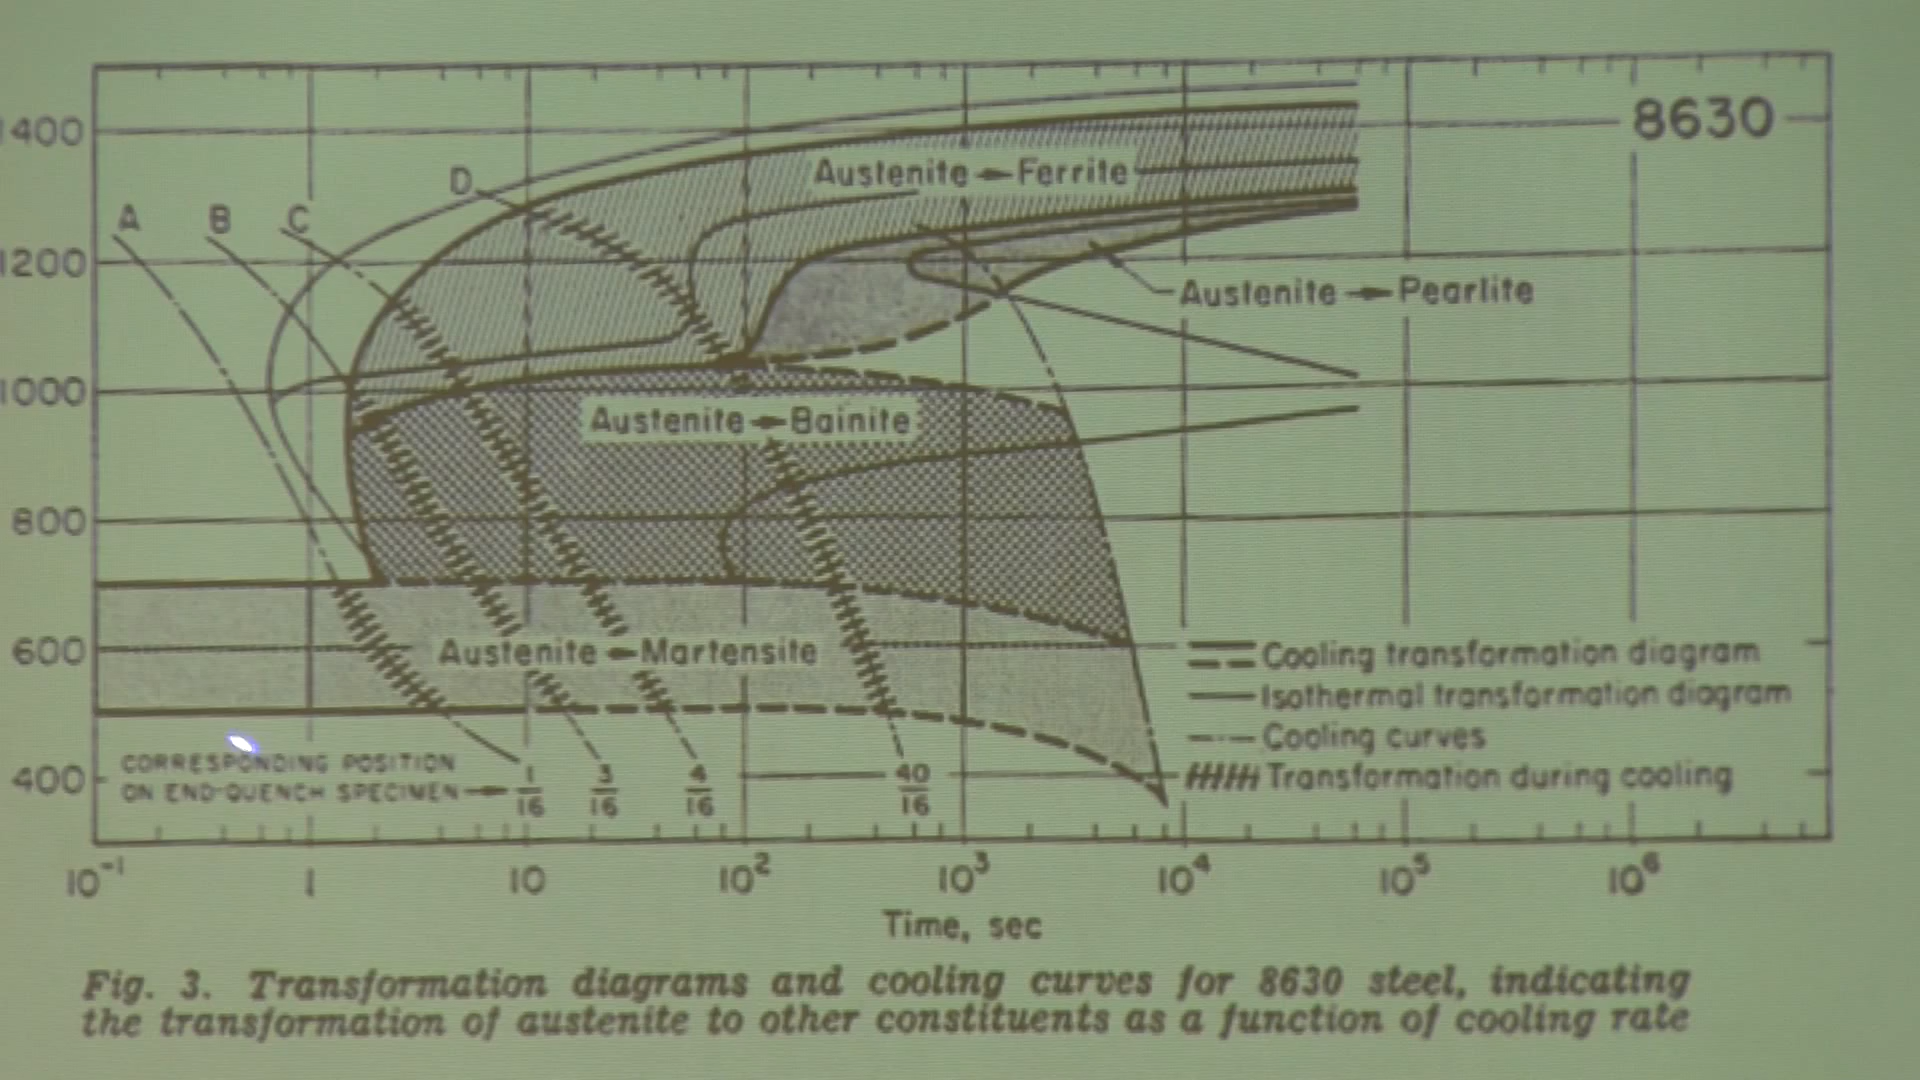 1400
8630
Austenite → Ferrite
D
A B C
1200
Austenite → Pearlite
1000
Austenite → Bainite
800
600
Austenite → Martensite
Cooling transformation diagram
Isothermal transformation diagram
Cooling curves
Transformation during cooling
400
CORRESPONDING POSITION
ON END-QUENCH SPECIMEN → 1/16 3/16 4/16 40/16
10⁻¹ 1 10 10² 10³ 10⁴ 10⁵ 10⁶
Time, sec
Fig. 3. Transformation diagrams and cooling curves for 8630 steel, indicating
the transformation of austenite to other constituents as a function of cooling rate